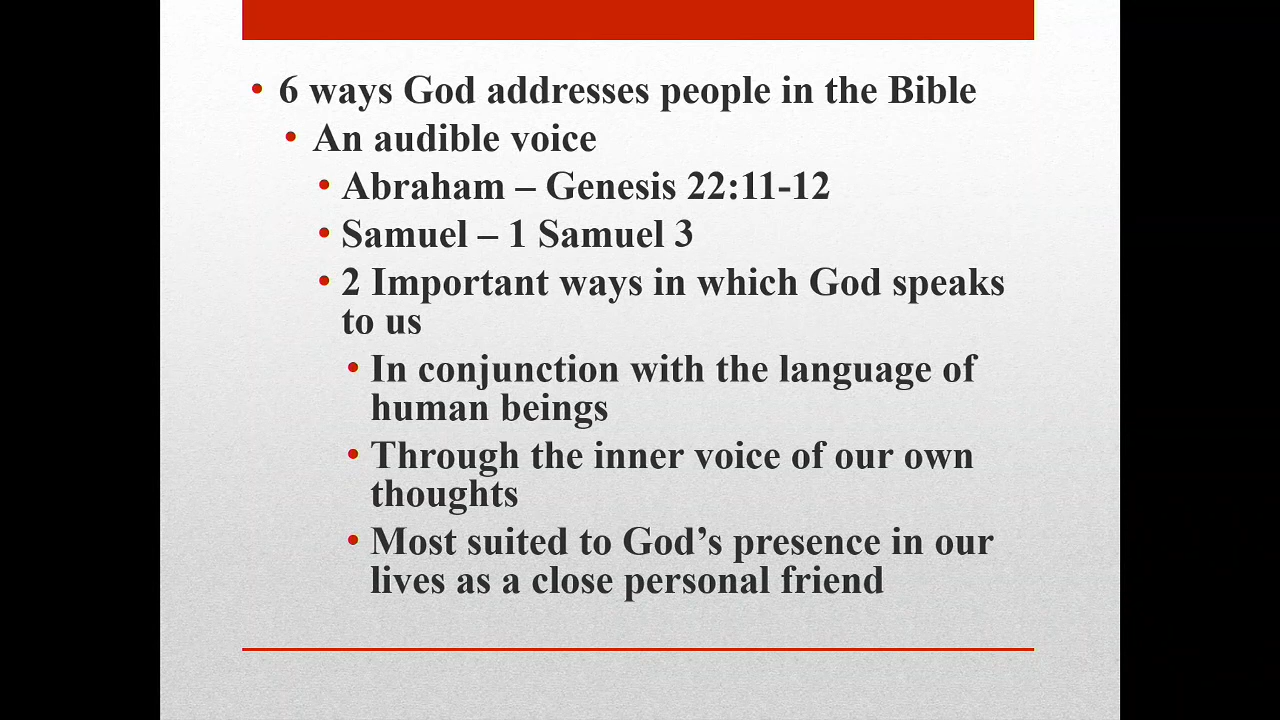 • 6 ways God addresses people in the Bible
• An audible voice
• Abraham – Genesis 22:11-12
• Samuel – 1 Samuel 3
• 2 Important ways in which God speaks
to us
• In conjunction with the language of
human beings
• Through the inner voice of our own
thoughts
• Most suited to God’s presence in our
lives as a close personal friend